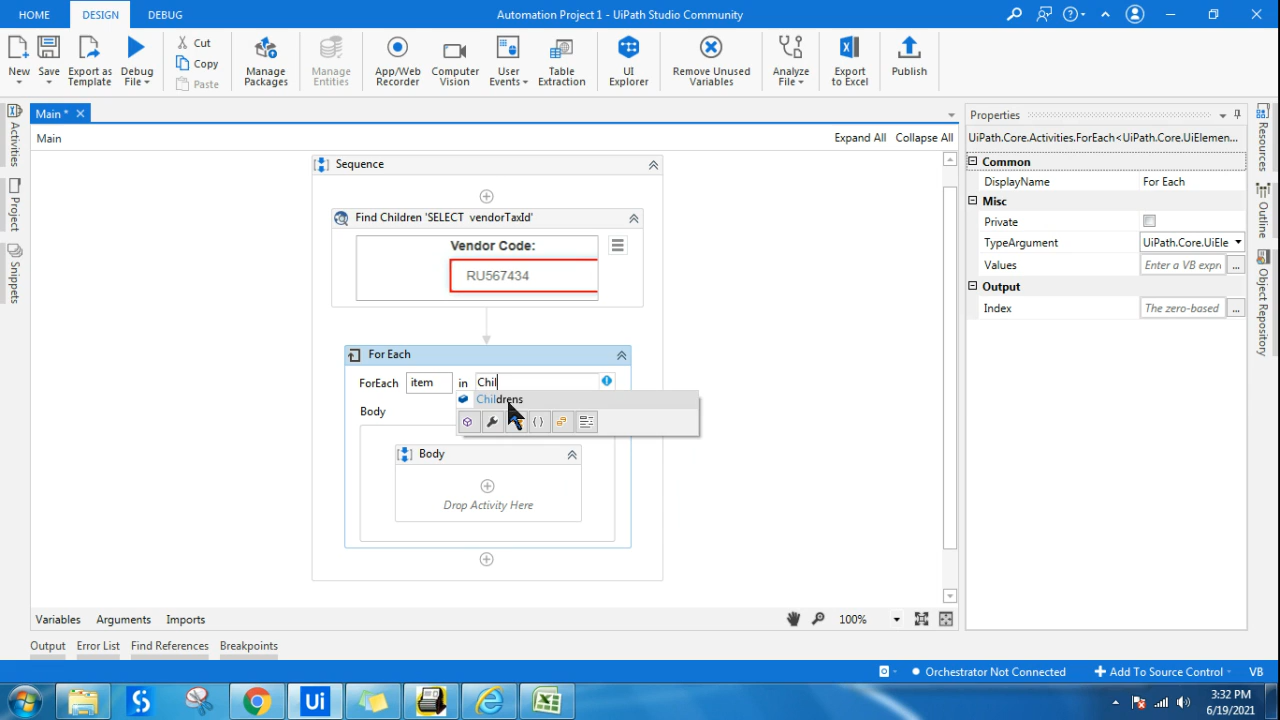 HOME
DESIGN
DEBUG
Automation Project1 - UiPath Studio Community
New
Save
Export as
Template
Debug
File
Cut
Copy
Paste
Manage
Packages
Manage
Entities
App/Web
Recorder
Computer
Vision
User
Events
Table
Extraction
UI
Explorer
Remove Unused
Variables
Analyze
File
Export
to Excel
Publish
Main *
Main
Expand All
Collapse All
Activities
Project
Snippets
Sequence
Find Children 'SELECT vendorTaxId'
Vendor Code:
RU567434
For Each
ForEach
item
in
Chil
Childrens
Body
Body
Drop Activity Here
Properties
UiPath.Core.Activities.ForEach<UiPath.Core.UiElemen...
Common
DisplayName
For Each
Misc
Private
TypeArgument
UiPath.Core.UiEle
Values
Enter a VB expr
...
Output
Index
The zero-based
...
Resources
Outline
Object Repository
Variables
Arguments
Imports
100%
Output
Error List
Find References
Breakpoints
Orchestrator Not Connected
Add To Source Control
VB
S
Ui
3:32 PM
6/19/2021